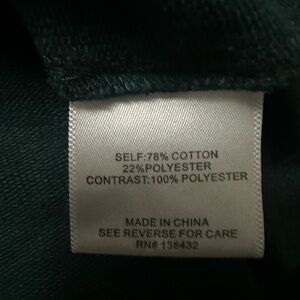 SELF:78% COTTON
22%POLYESTER
CONTRAST:100% POLYESTER
MADE IN CHINA
SEE REVERSE FOR CARE
RN# 138432